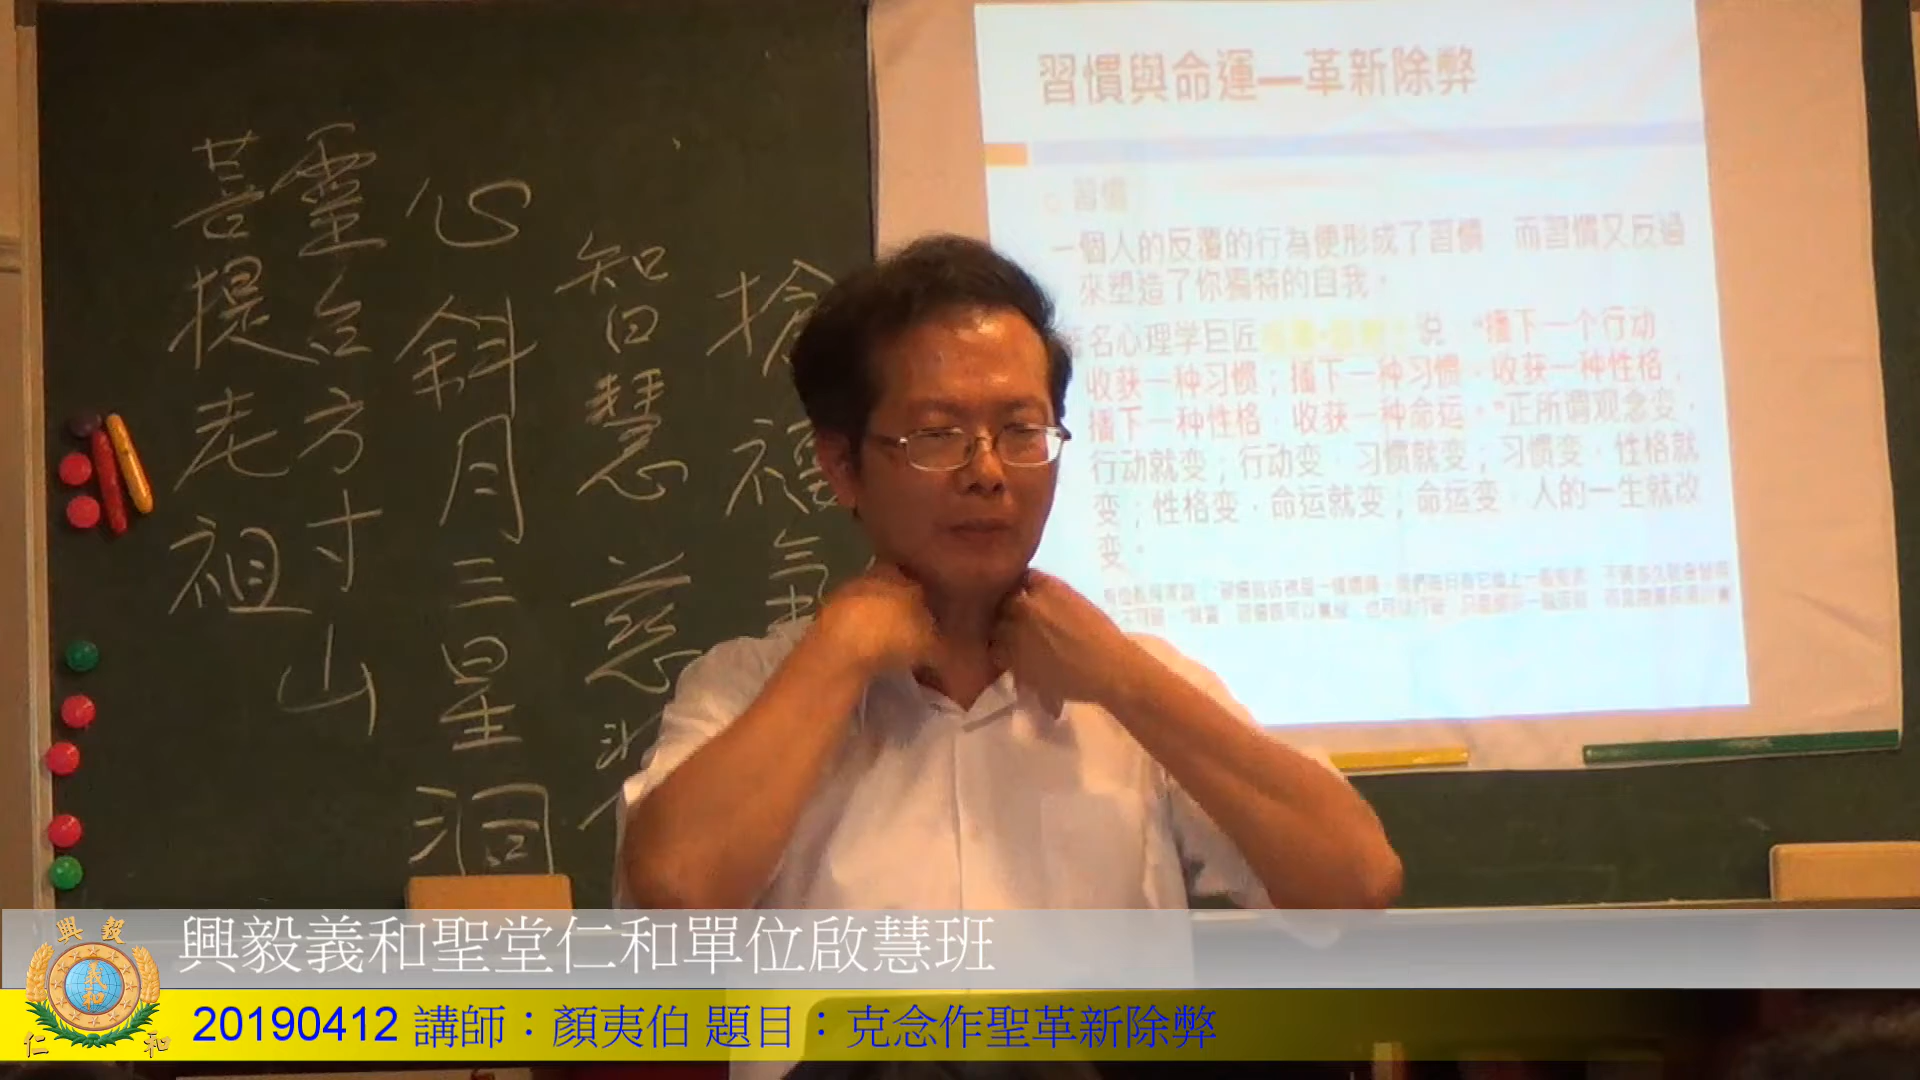 菩提老祖
靈台方寸山
心斜月三星洞
智慧
慈
搶
習慣與命運—革新除弊
習慣
一個人的反覆的行為便形成了習慣 而習慣又反過
來塑造了你獨特的自我。
著名心理学巨匠 说 “播下一个行动
收获一种习惯；播下一种习惯，收获一种性格；
播下一种性格，收获一种命运。”正所谓观念变，
行动就变；行动变，习惯就变；习惯变，性格就
变；性格变，命运就变；命运变，人的一生就改
变。
興毅義和聖堂仁和單位啟慧班
20190412 講師：顏夷伯 題目：克念作聖革新除弊
興毅
義和
仁和